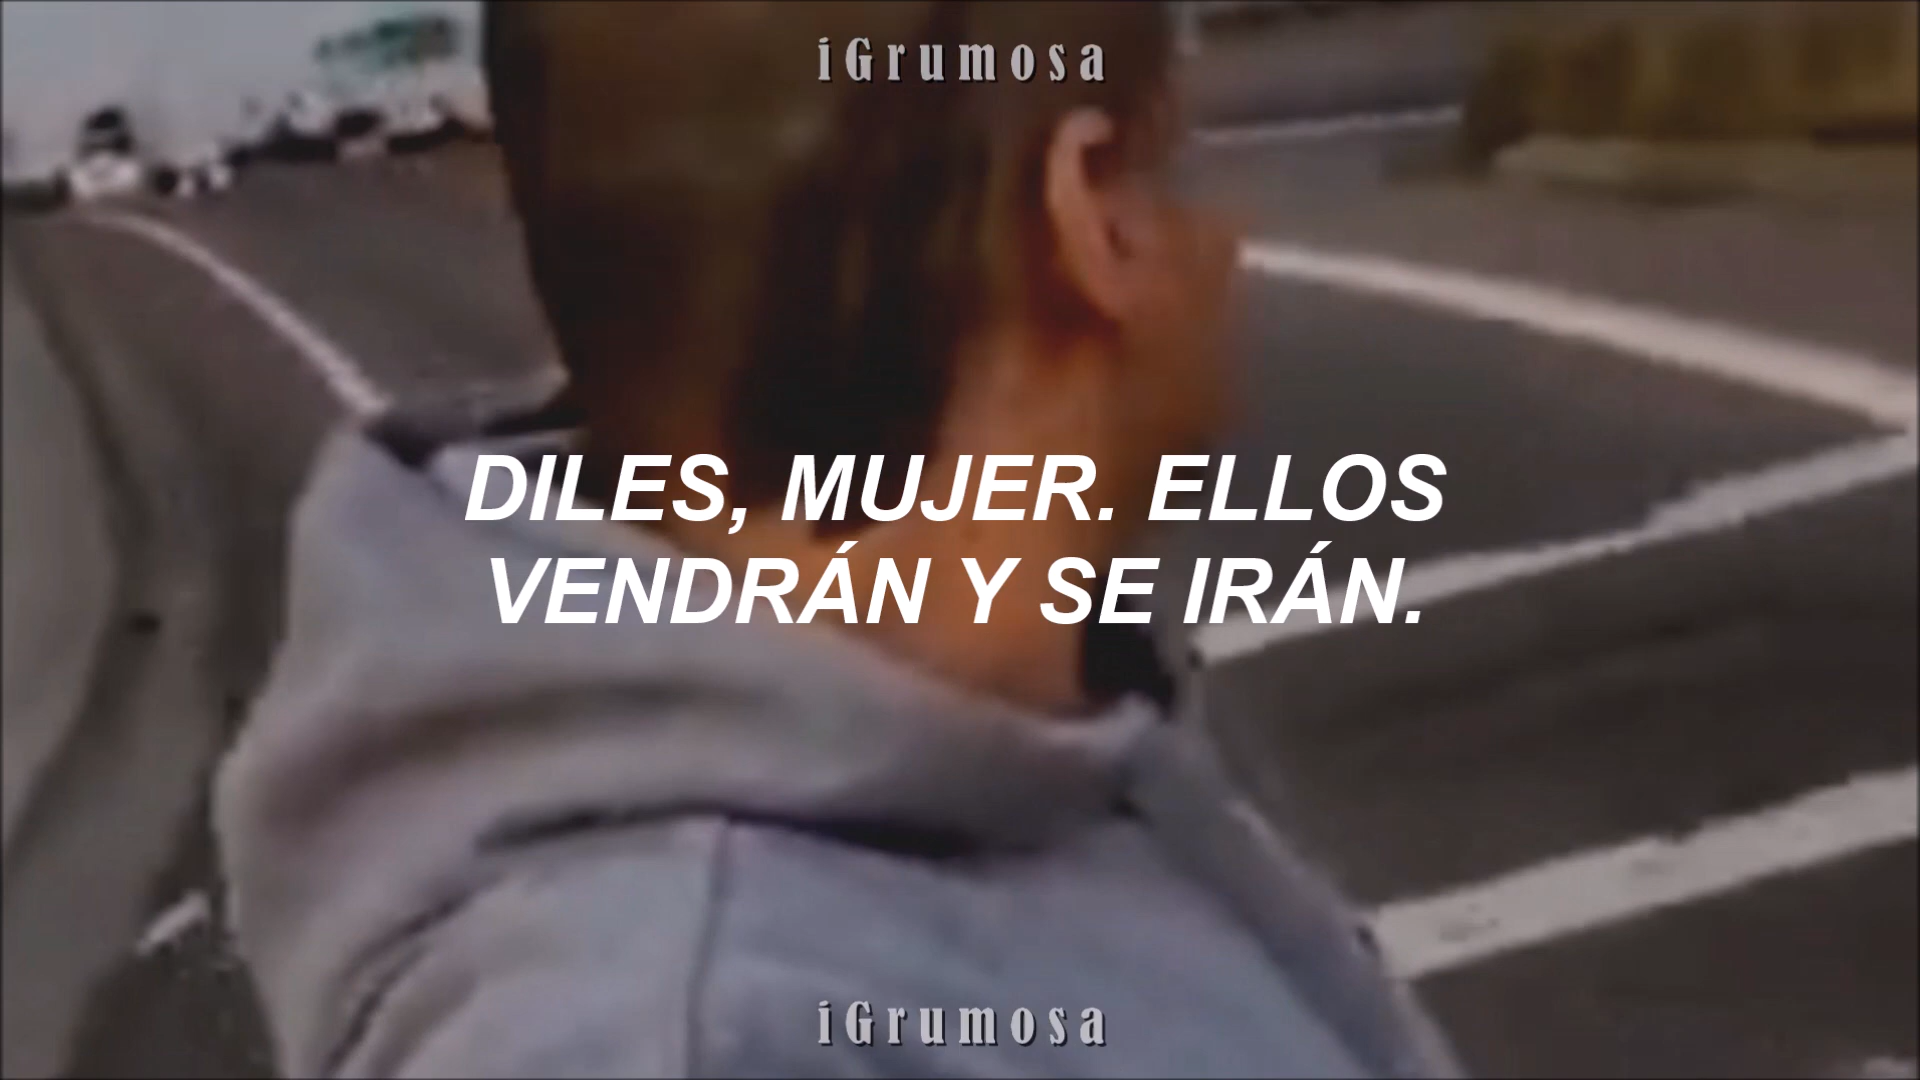 iGrumosa
DILES, MUJER. ELLOS
VENDRÁN Y SE IRÁN.
iGrumosa